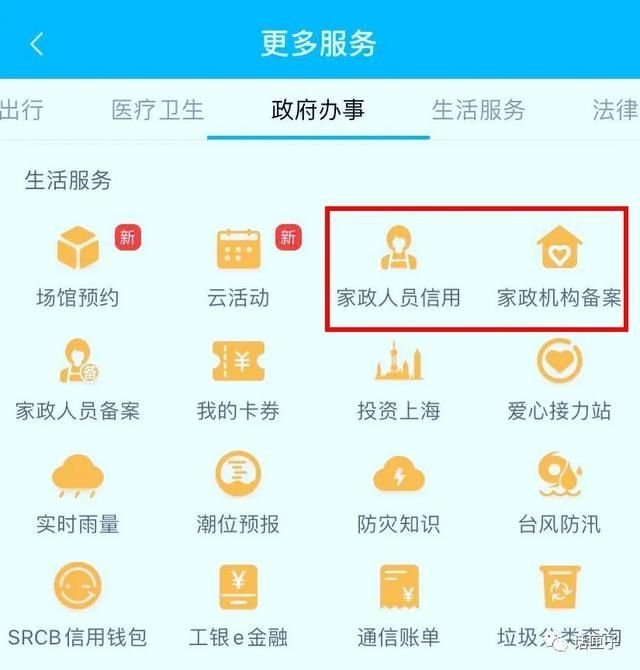 更多服务
出行 医疗卫生 政府办事 生活服务 法律
生活服务
新 新
场馆预约 云活动 家政人员信用 家政机构备案
备
家政人员备案 我的卡券 投资上海 爱心接力站
实时雨量 潮位预报 防灾知识 台风防汛
SRCB信用钱包 工银e金融 通信账单 垃圾分类查询
话匣子